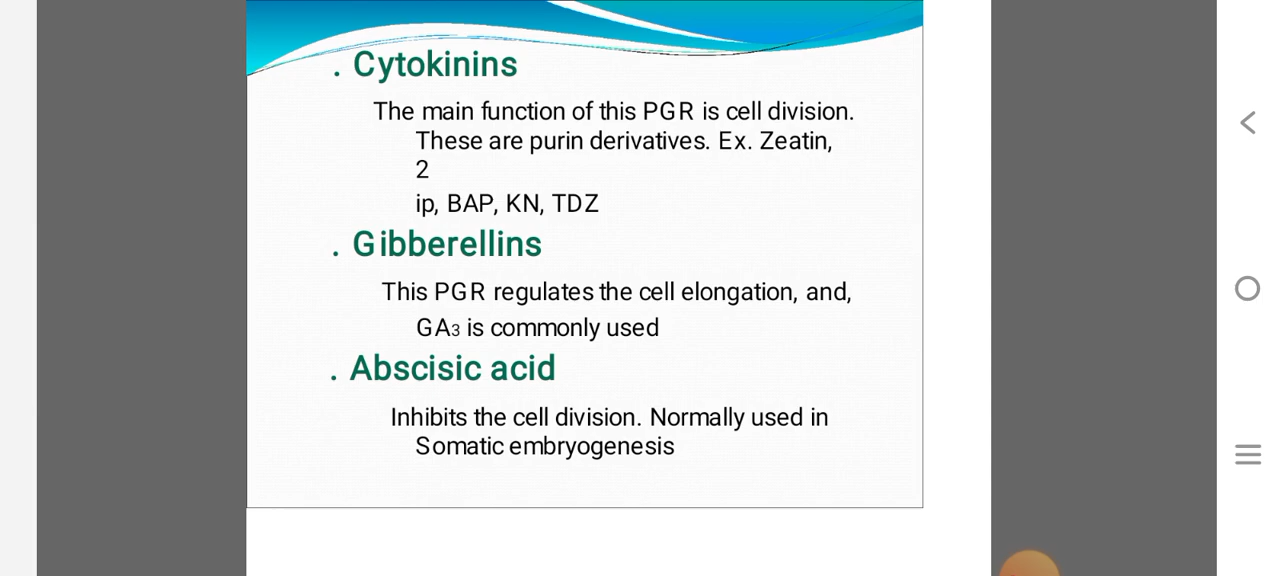 . Cytokinins
The main function of this PGR is cell division.
These are purin derivatives. Ex. Zeatin,
2
ip, BAP, KN, TDZ
. Gibberellins
This PGR regulates the cell elongation, and,
GA3 is commonly used
. Abscisic acid
Inhibits the cell division. Normally used in
Somatic embryogenesis